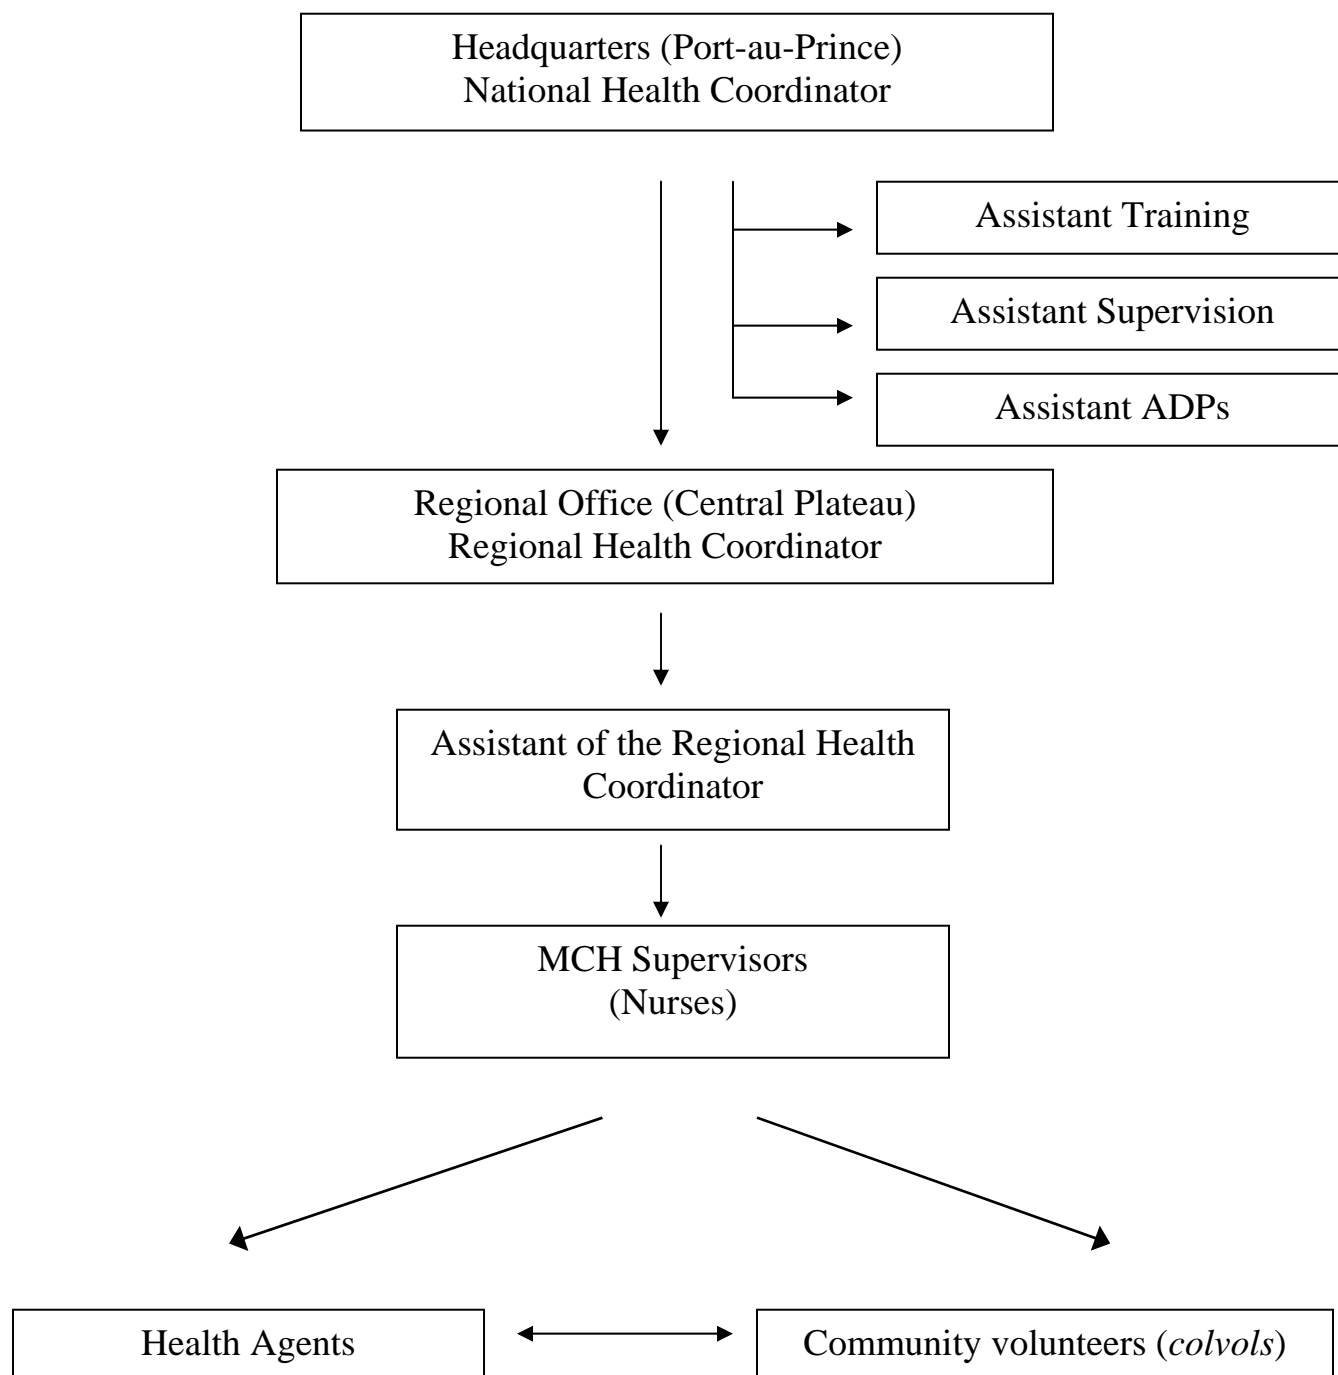 Headquarters (Port-au-Prince)
National Health Coordinator
Assistant Training
Assistant Supervision
Assistant ADPs
Regional Office (Central Plateau)
Regional Health Coordinator
Assistant of the Regional Health
Coordinator
MCH Supervisors
(Nurses)
Health Agents
Community volunteers (colvols)